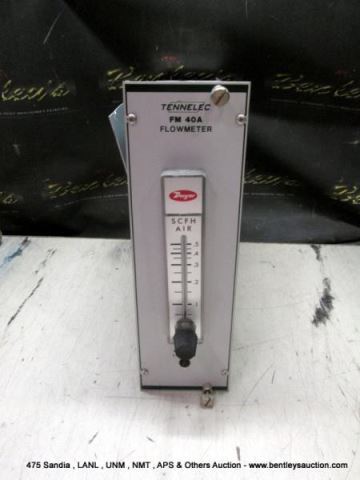 TENNELEC
FM 40A
FLOWMETER
Dwyer
SCFH
AIR
.5
.4
.3
.2
.1
475 Sandia , LANL , UNM , NMT , APS & Others Auction - www.bentleysauction.com